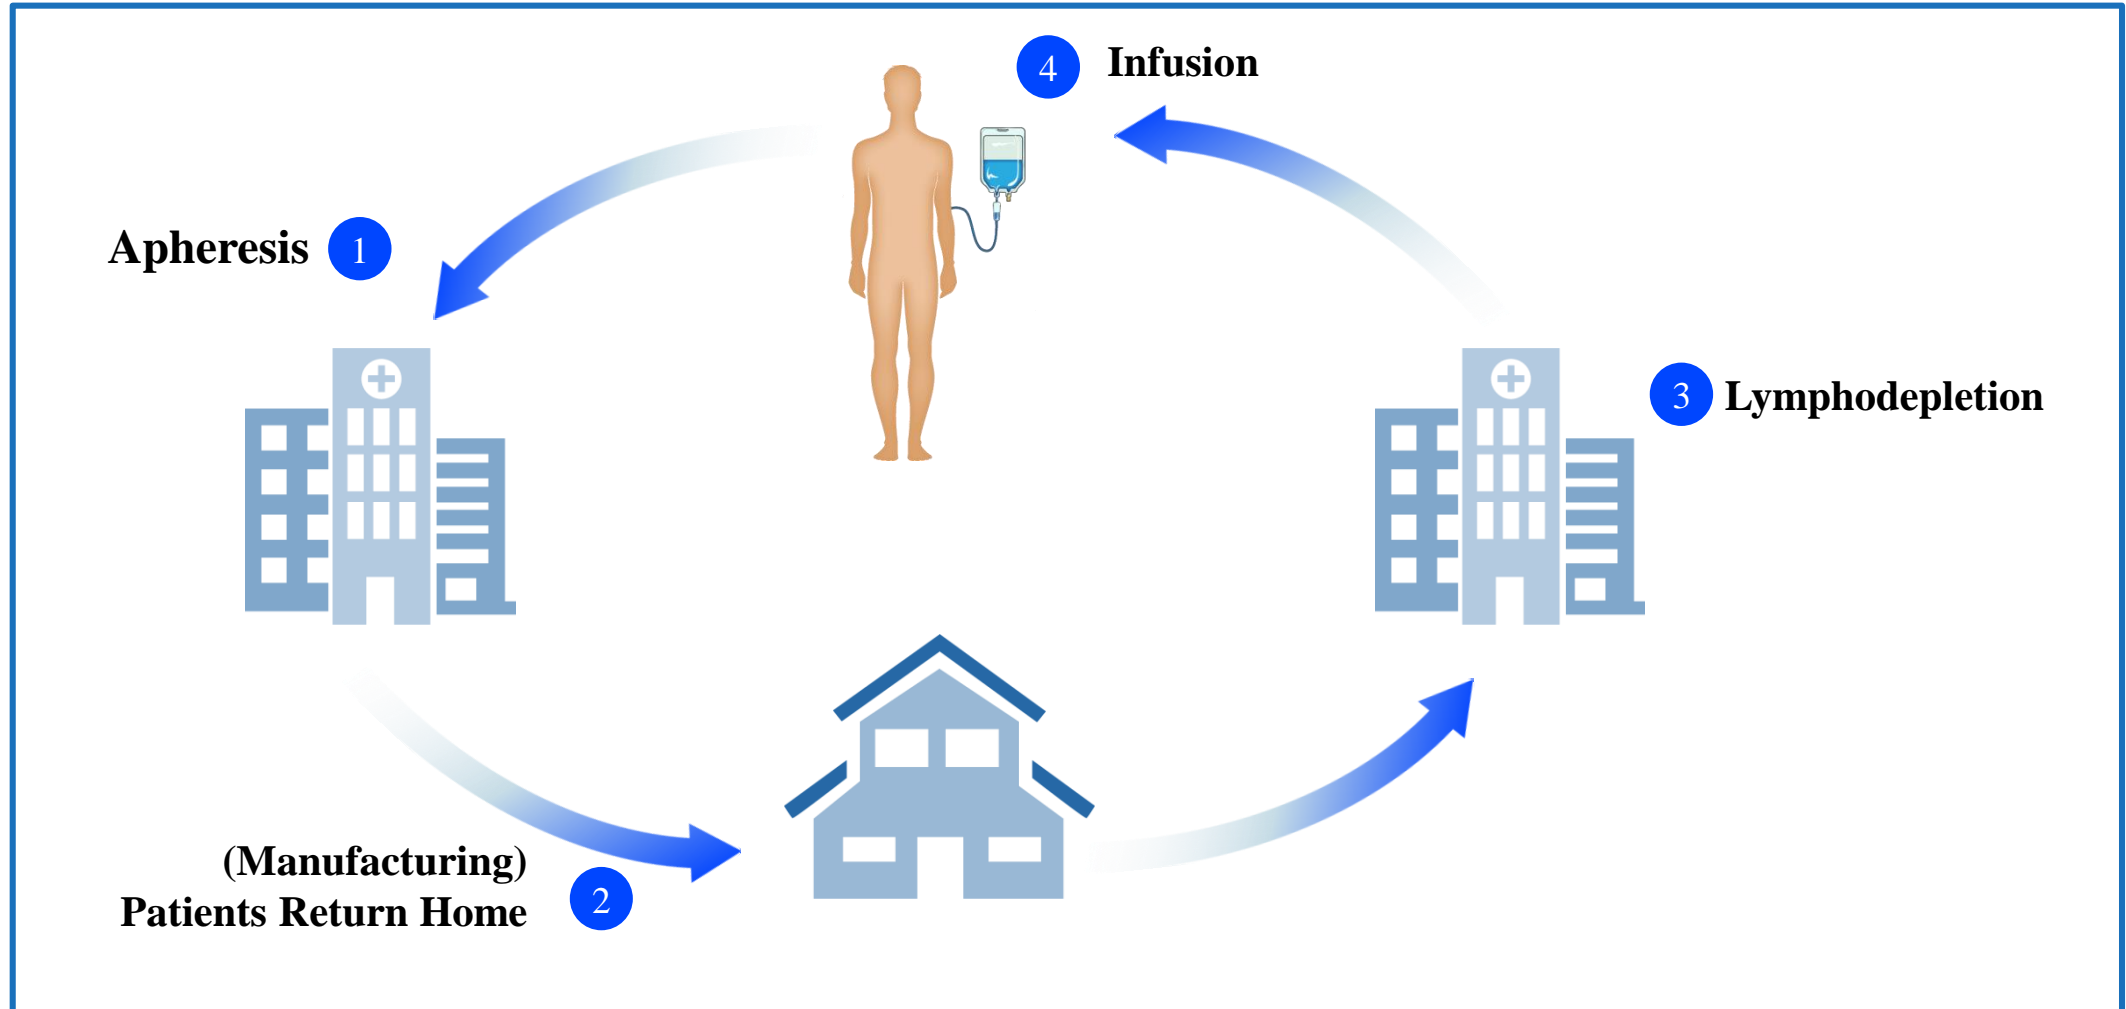 4 Infusion
Apheresis 1
3 Lymphodepletion
(Manufacturing)
Patients Return Home 2